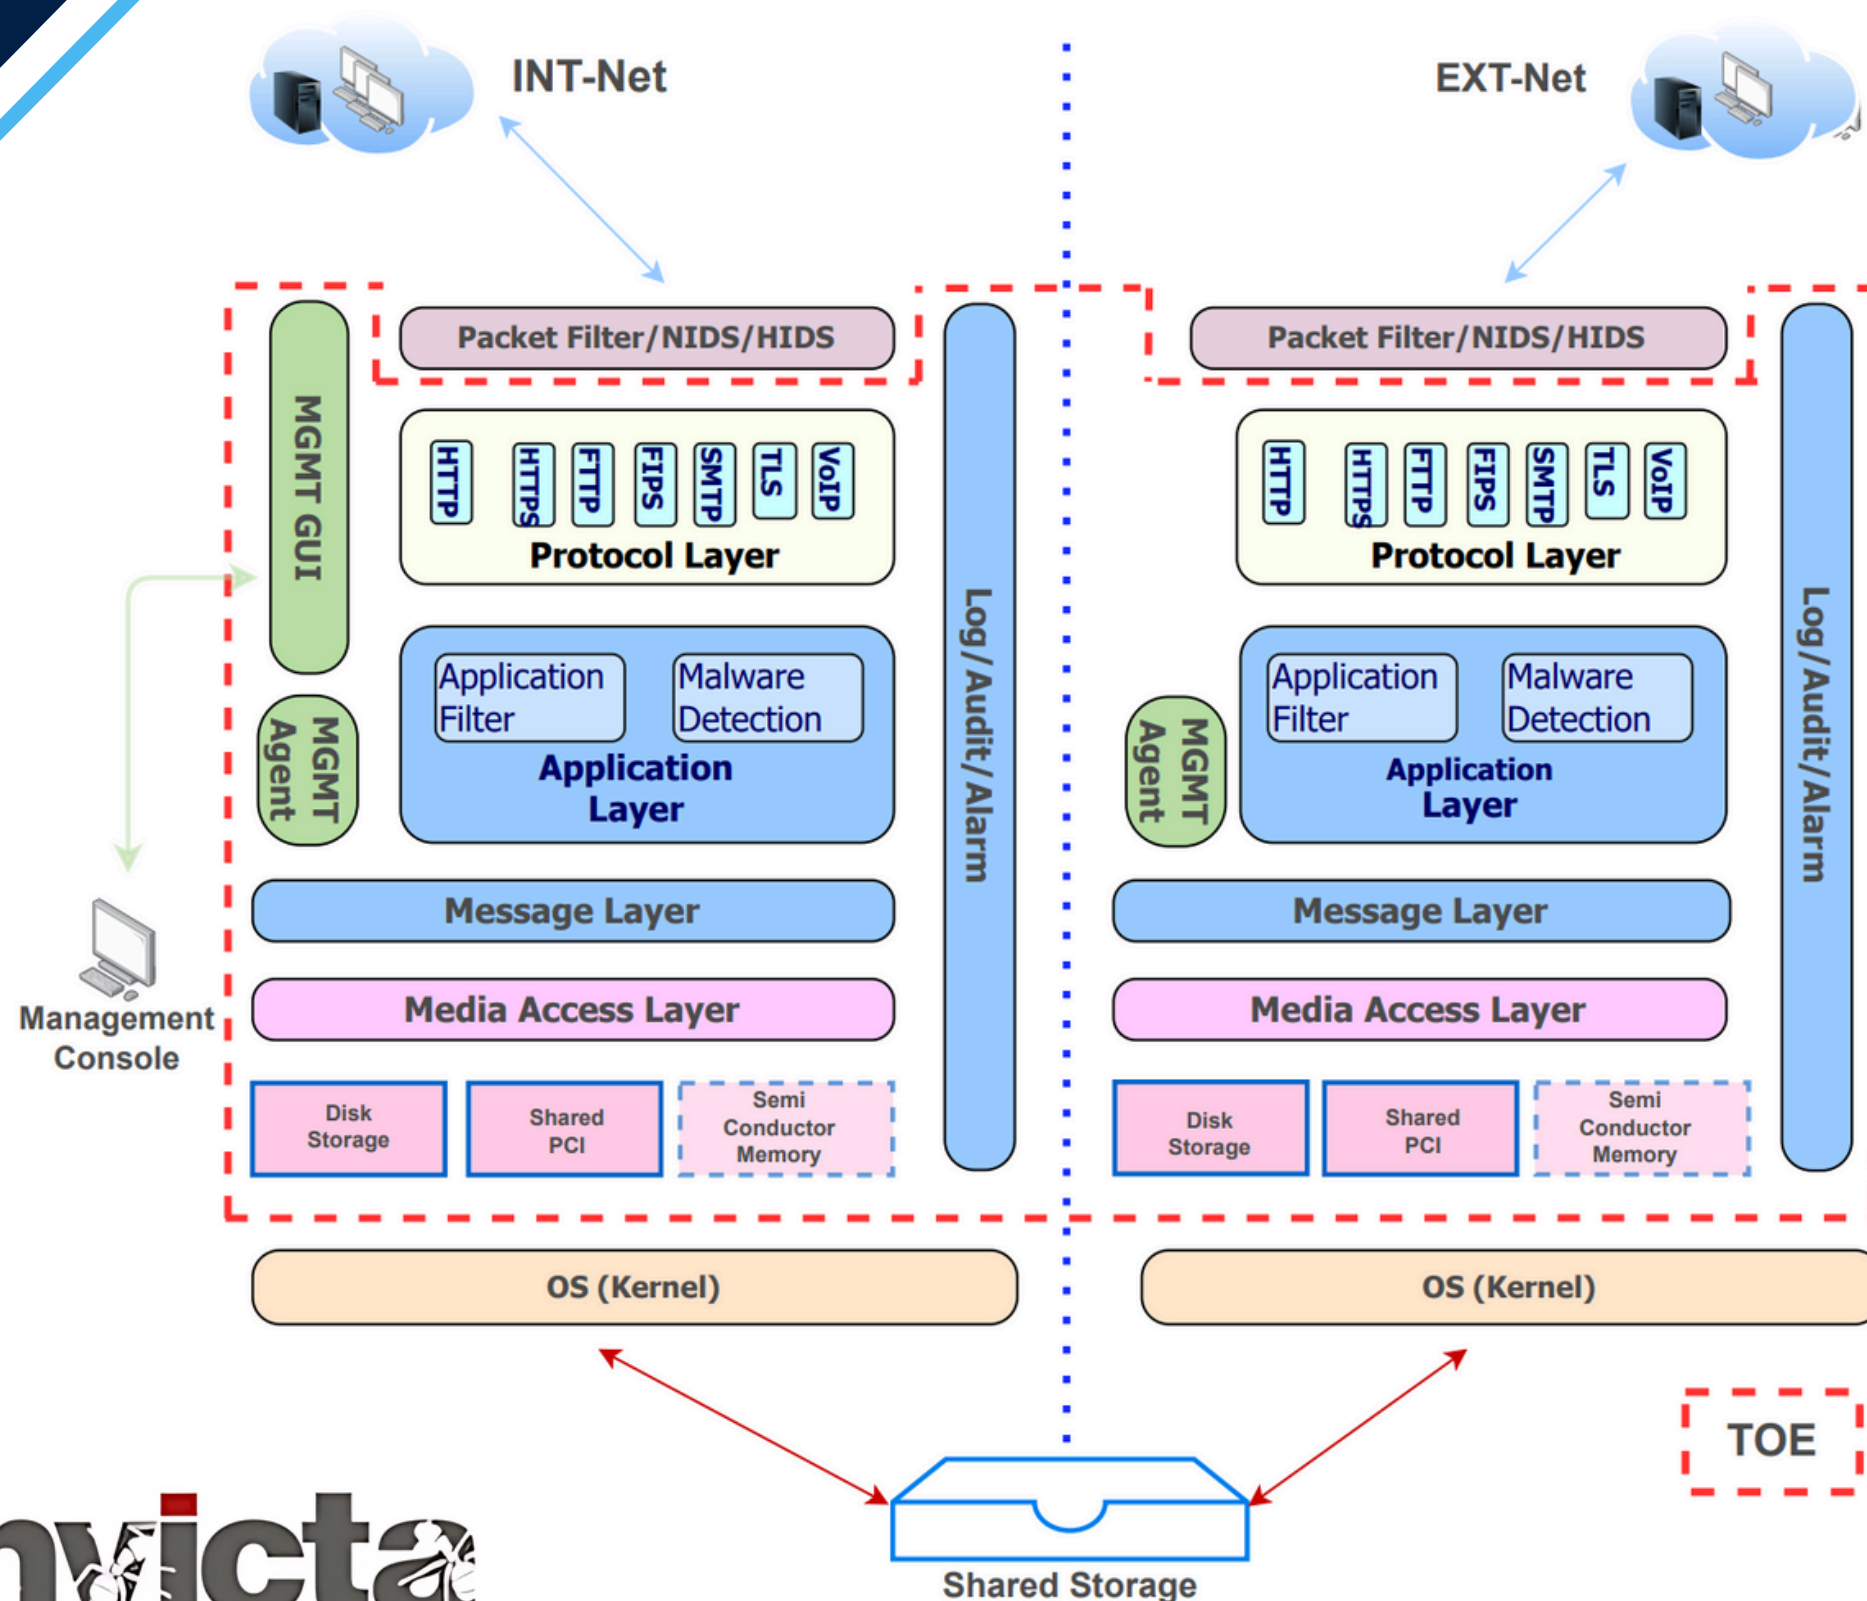 INT-Net
EXT-Net
Packet Filter/NIDS/HIDS
Packet Filter/NIDS/HIDS
MGMT GUI
HTTP
HTTPS
FTTP
FIPS
SMTP
TLS
VoIP
Protocol Layer
HTTP
HTTPS
FTTP
FIPS
SMTP
TLS
VoIP
Protocol Layer
Log/Audit/Alarm
Log/Audit/Alarm
MGMT
Agent
Application
Filter
Malware
Detection
Application
Layer
MGMT
Agent
Application
Filter
Malware
Detection
Application
Layer
Message Layer
Message Layer
Management
Console
Media Access Layer
Media Access Layer
Disk
Storage
Shared
PCI
Semi
Conductor
Memory
Disk
Storage
Shared
PCI
Semi
Conductor
Memory
OS (Kernel)
OS (Kernel)
TOE
nvicta
Shared Storage